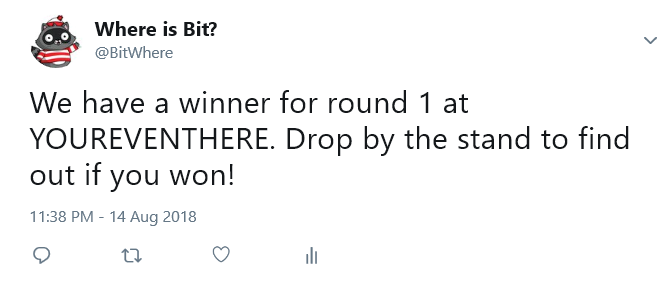 Where is Bit?
@BitWhere
We have a winner for round 1 at
YOUREVENTHERE. Drop by the stand to find
out if you won!
11:38 PM - 14 Aug 2018